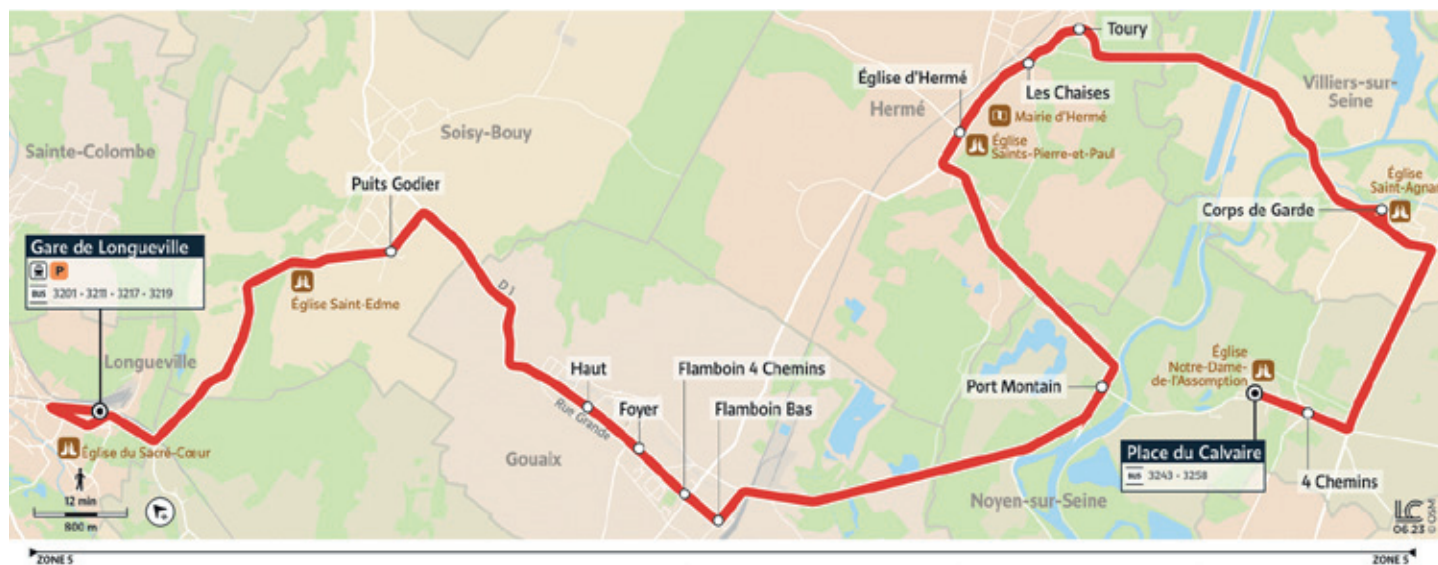 Toury
Église d'Hermé
Les Chaises
Hermé
Villiers-sur-
Seine
Mairie d'Hermé
Église
Saints-Pierre-et-Paul
Soisy-Bouy
Sainte-Colombe
Puits Godier
Église
Saint-Agnan
Corps de Garde
Gare de Longueville
P
BUS 3201 - 3211 - 3217 - 3219
Église Saint-Edme
D1
Longueville
Haut
Flamboin 4 Chemins
Rue Grande
Foyer
Flamboin Bas
Port Montain
Église
Notre-Dame-
de-l'Assomption
Église du Sacré-Cœur
Gouaix
Place du Calvaire
BUS 3243 - 3258
4 Chemins
Noyen-sur-Seine
12 min
800 m
LC
06.23
© OSM
ZONE 5
ZONE 5